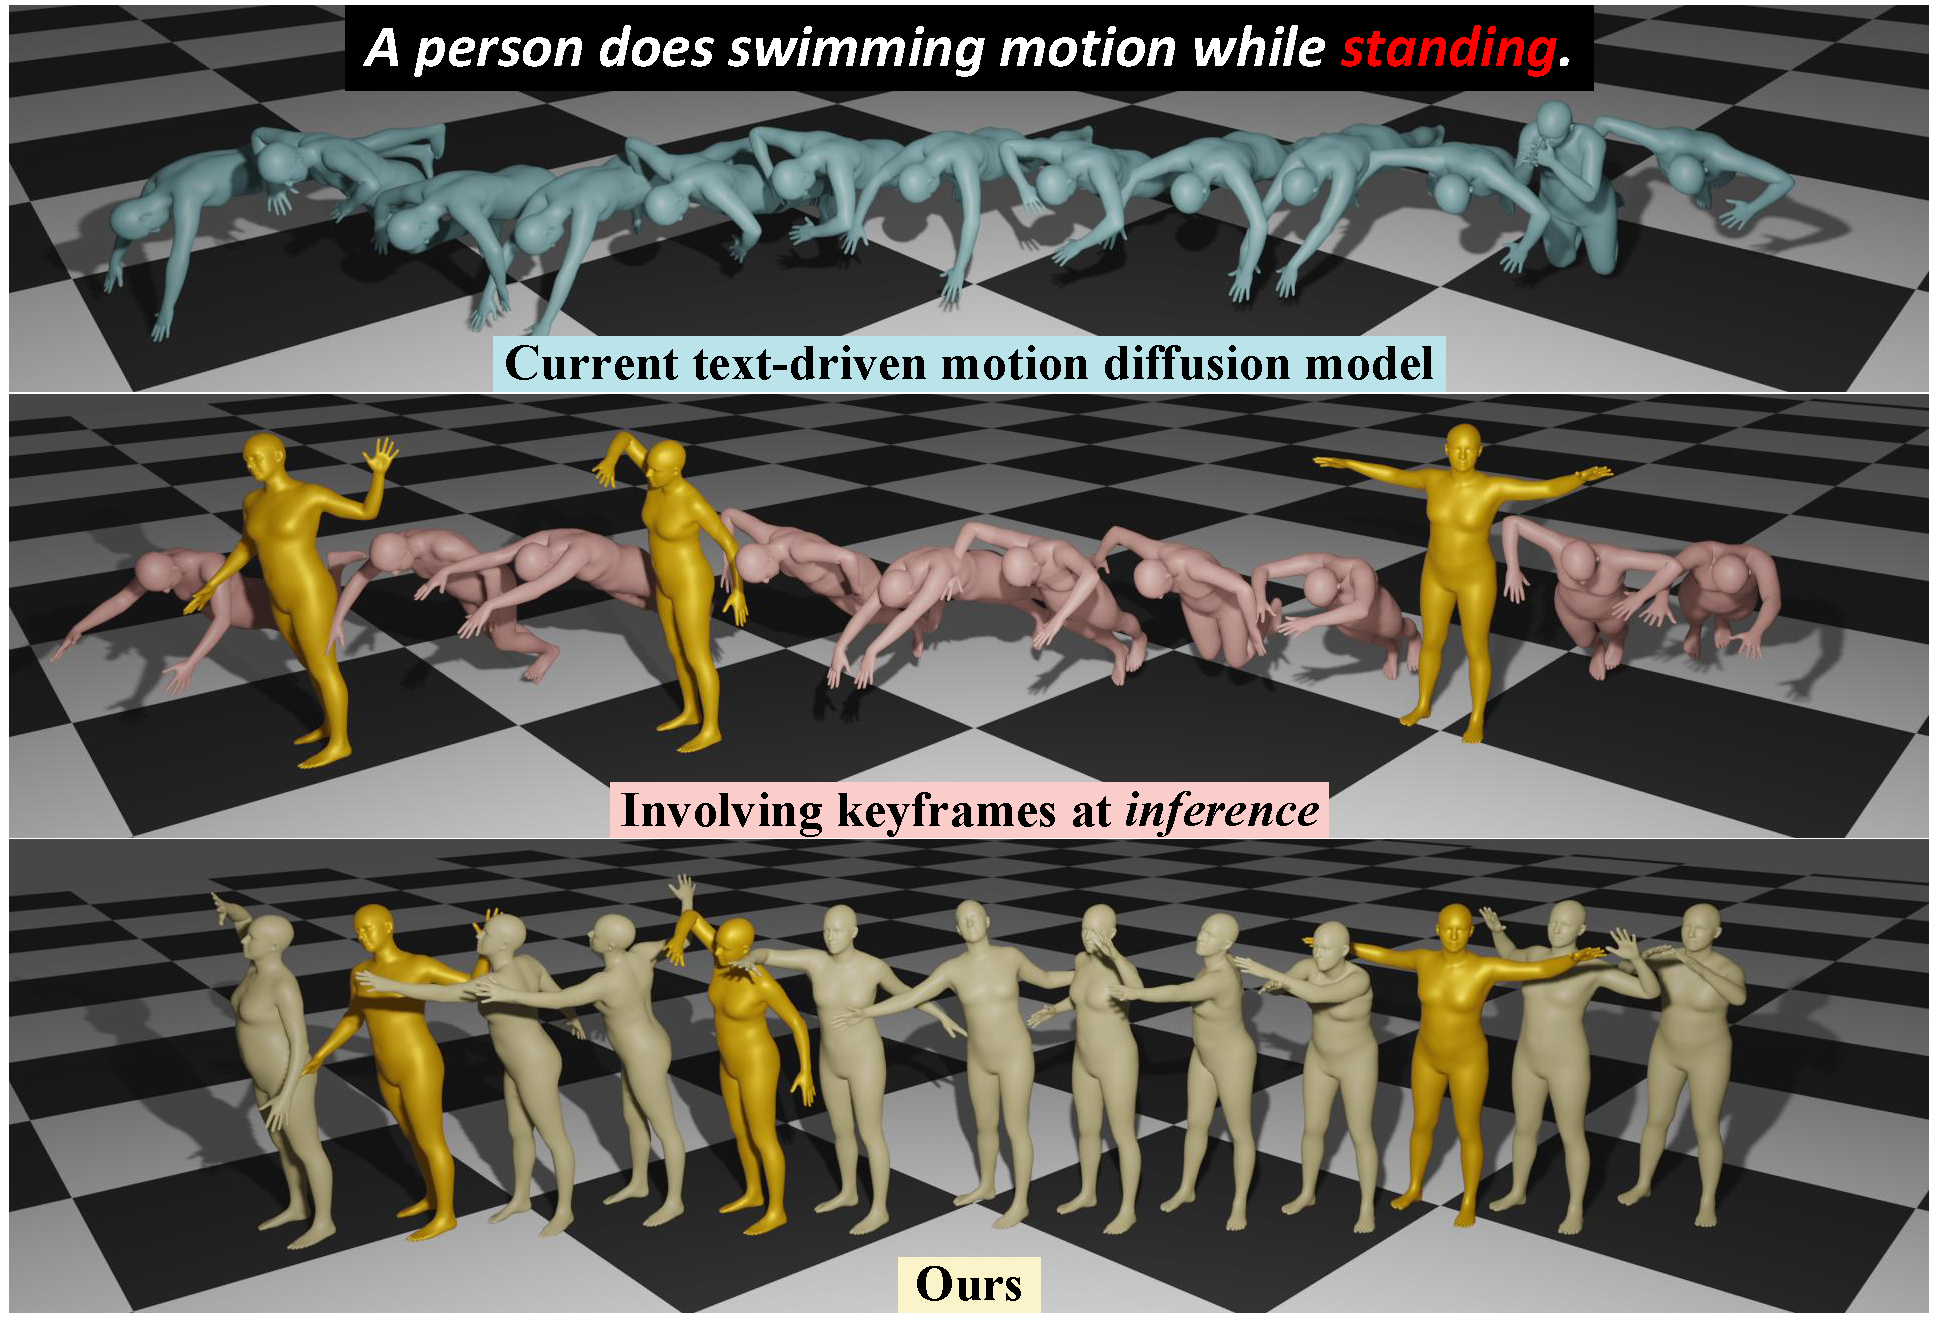 A person does swimming motion while standing.
Current text-driven motion diffusion model
Involving keyframes at inference
Ours